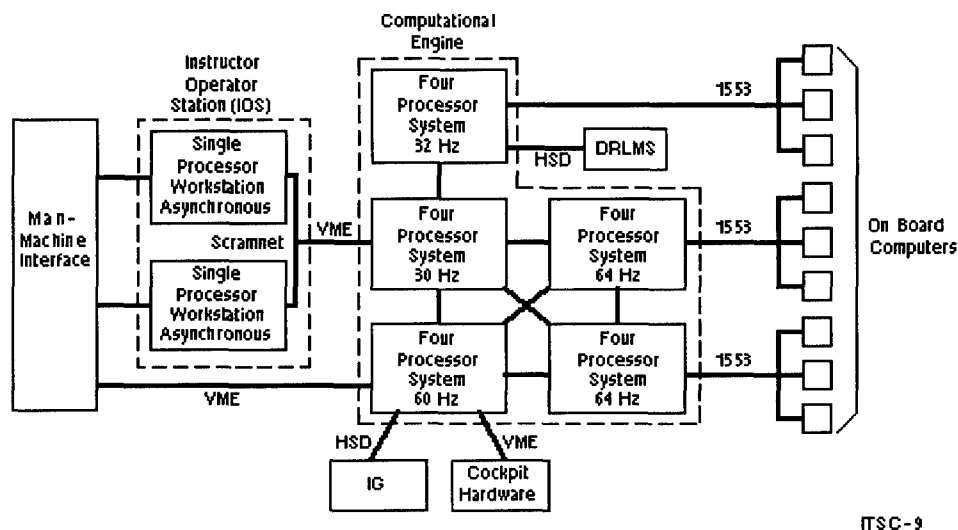 Computational
Engine
Instructor
Operator
Station (IOS)
Four
Processor
System
32 Hz
1553
HSD
DRLMS
Single
Processor
Workstation
Asynchronous
Man-
Machine
Interface
Scramnet
VME
Four
Processor
System
30 Hz
Four
Processor
System
64 Hz
1553
On Board
Computers
Single
Processor
Workstation
Asynchronous
VME
Four
Processor
System
60 Hz
Four
Processor
System
64 Hz
1553
HSD
VME
IG
Cockpit
Hardware
ITSC-9